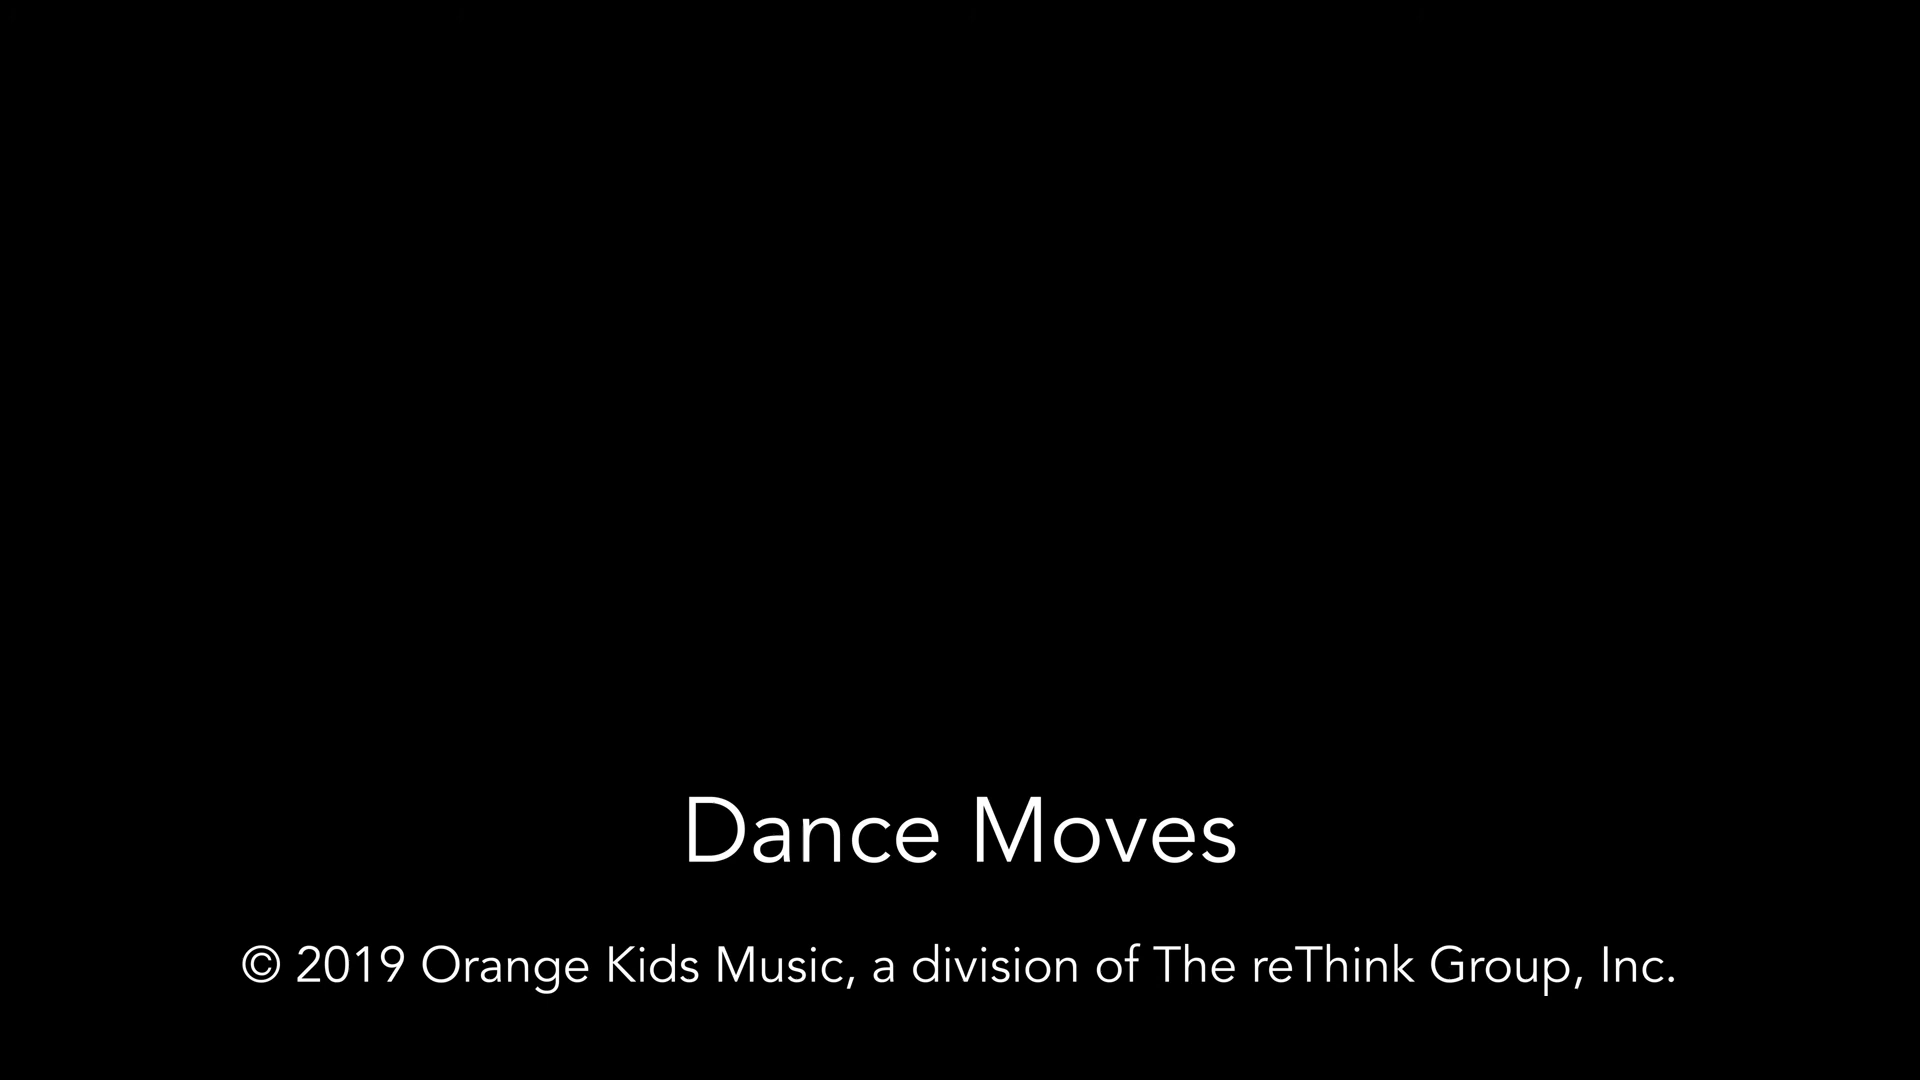 Dance Moves
© 2019 Orange Kids Music, a division of The reThink Group, Inc.